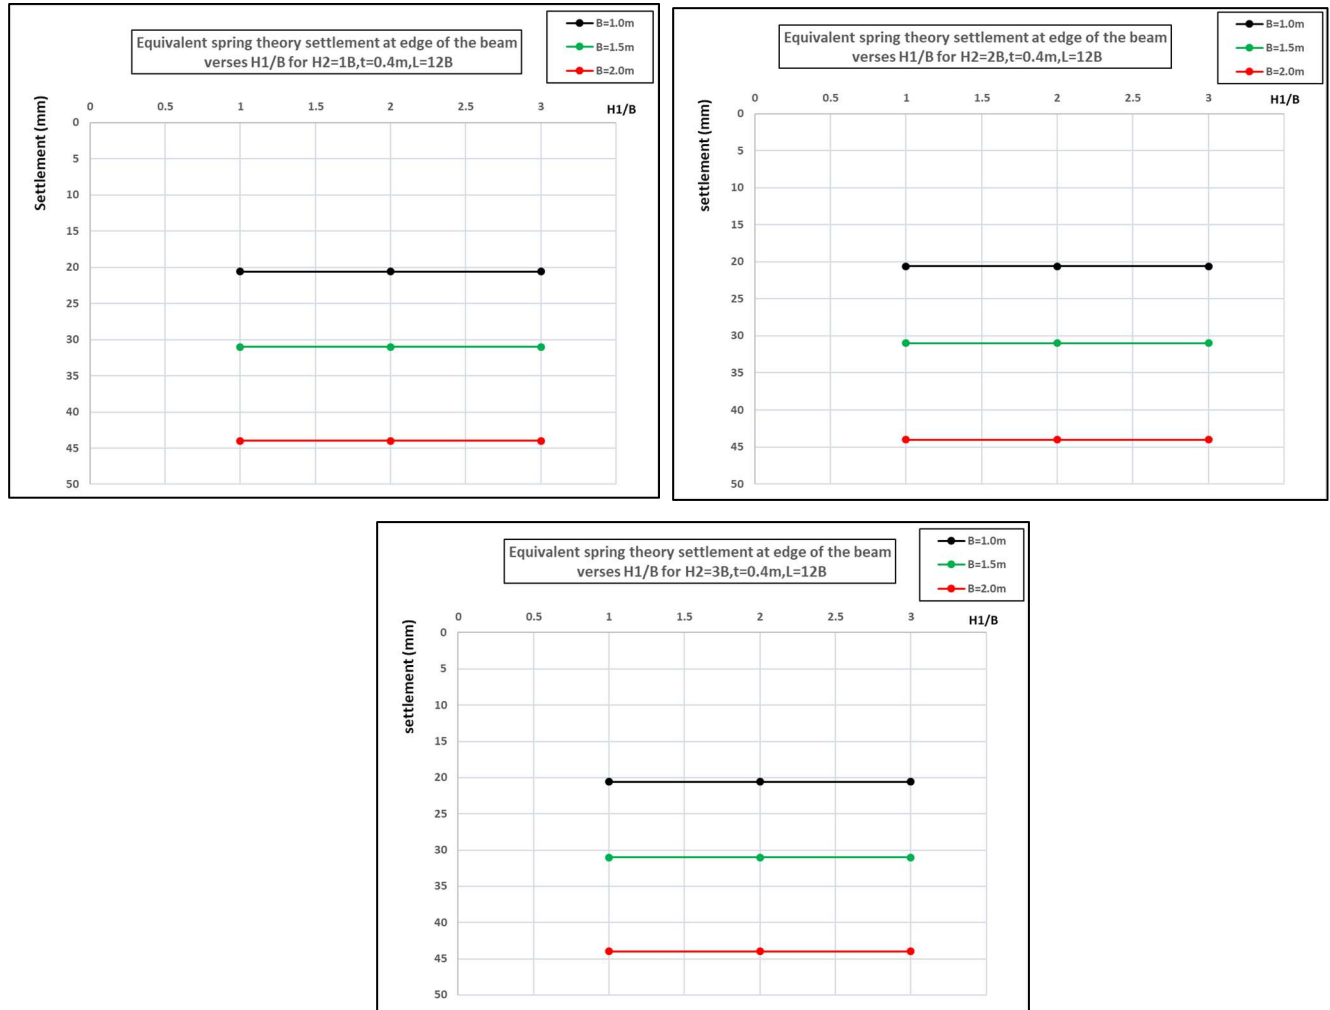 Equivalent spring theory settlement at edge of the beam
verses H1/B for H2=1B,t=0.4m,L=12B
B=1.0m
B=1.5m
B=2.0m
0 0.5 1 1.5 2 2.5 3 H1/B
Settlement (mm)
0
5
10
15
20
25
30
35
40
45
50
Equivalent spring theory settlement at edge of the beam
verses H1/B for H2=2B,t=0.4m,L=12B
B=1.0m
B=1.5m
B=2.0m
0 0.5 1 1.5 2 2.5 3 H1/B
settlement (mm)
0
5
10
15
20
25
30
35
40
45
50
Equivalent spring theory settlement at edge of the beam
verses H1/B for H2=3B,t=0.4m,L=12B
B=1.0m
B=1.5m
B=2.0m
0 0.5 1 1.5 2 2.5 3 H1/B
settlement (mm)
0
5
10
15
20
25
30
35
40
45
50